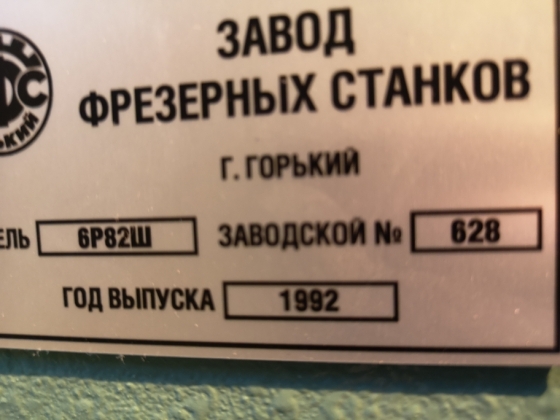 ЗАВОД
ФРЕЗЕРНЫХ СТАНКОВ
г. ГОРЬКИЙ
6Р82Ш ЗАВОДСКОЙ № 628
ГОД ВЫПУСКА 1992